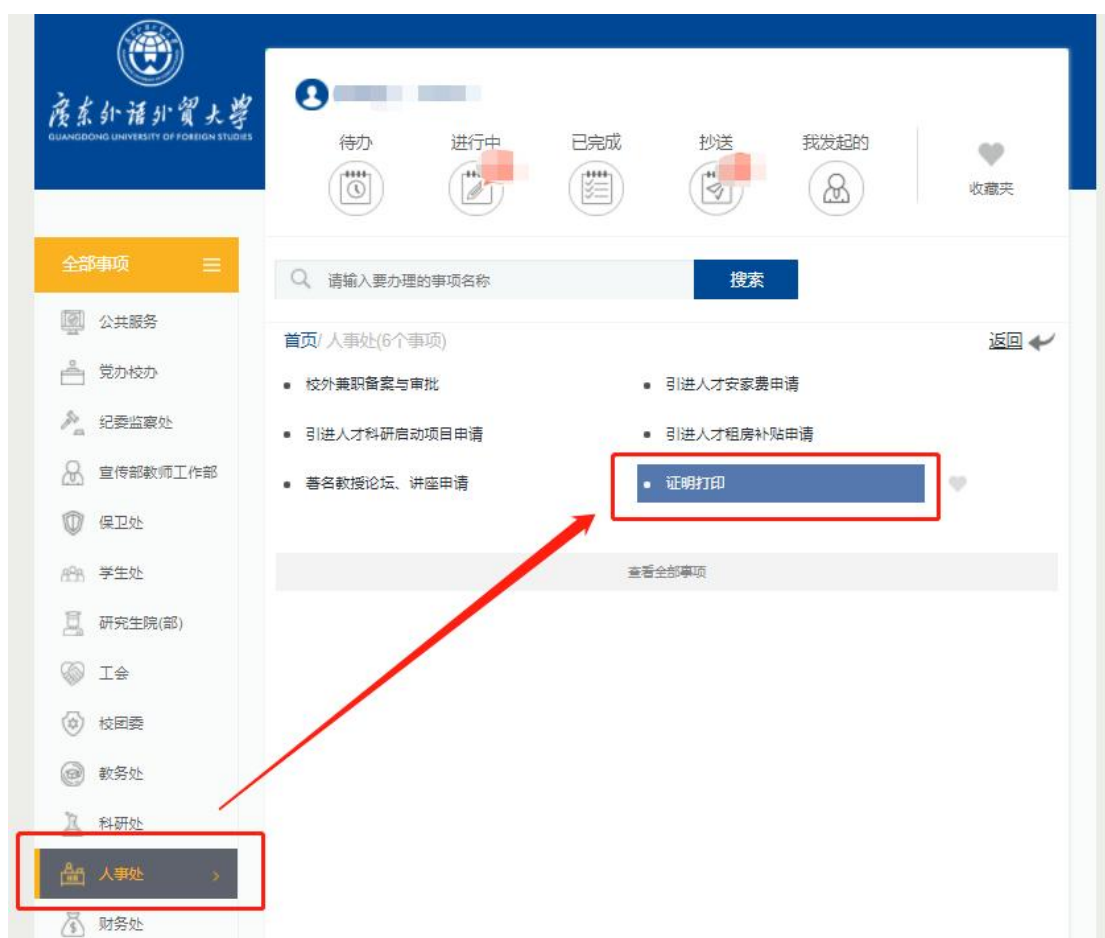 广东外语外贸大学
GUANGDONG UNIVERSITY OF FOREIGN STUDIES
待办 进行中 已完成 抄送 我发起的
收藏夹
全部事项
请输入要办理的事项名称 搜索
公共服务
首页/ 人事处(6个事项) 返回
党办校办
校外兼职备案与审批 引进人才安家费申请
纪委监察处
引进人才科研启动项目申请 引进人才租房补贴申请
宣传部教师工作部
著名教授论坛、讲座申请 证明打印
保卫处
学生处
查看全部事项
研究生院(部)
工会
校团委
教务处
科研处
人事处
财务处